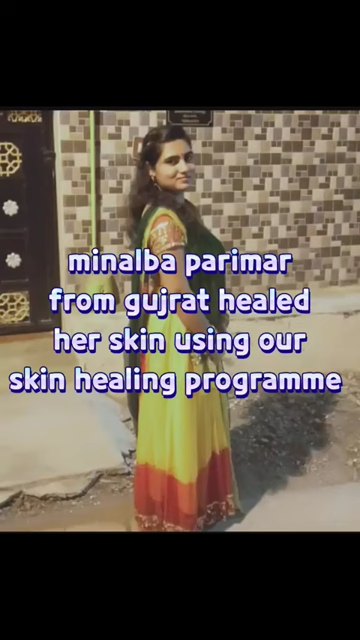 minalba parimar
from gujrat healed
her skin using our
skin healing programme